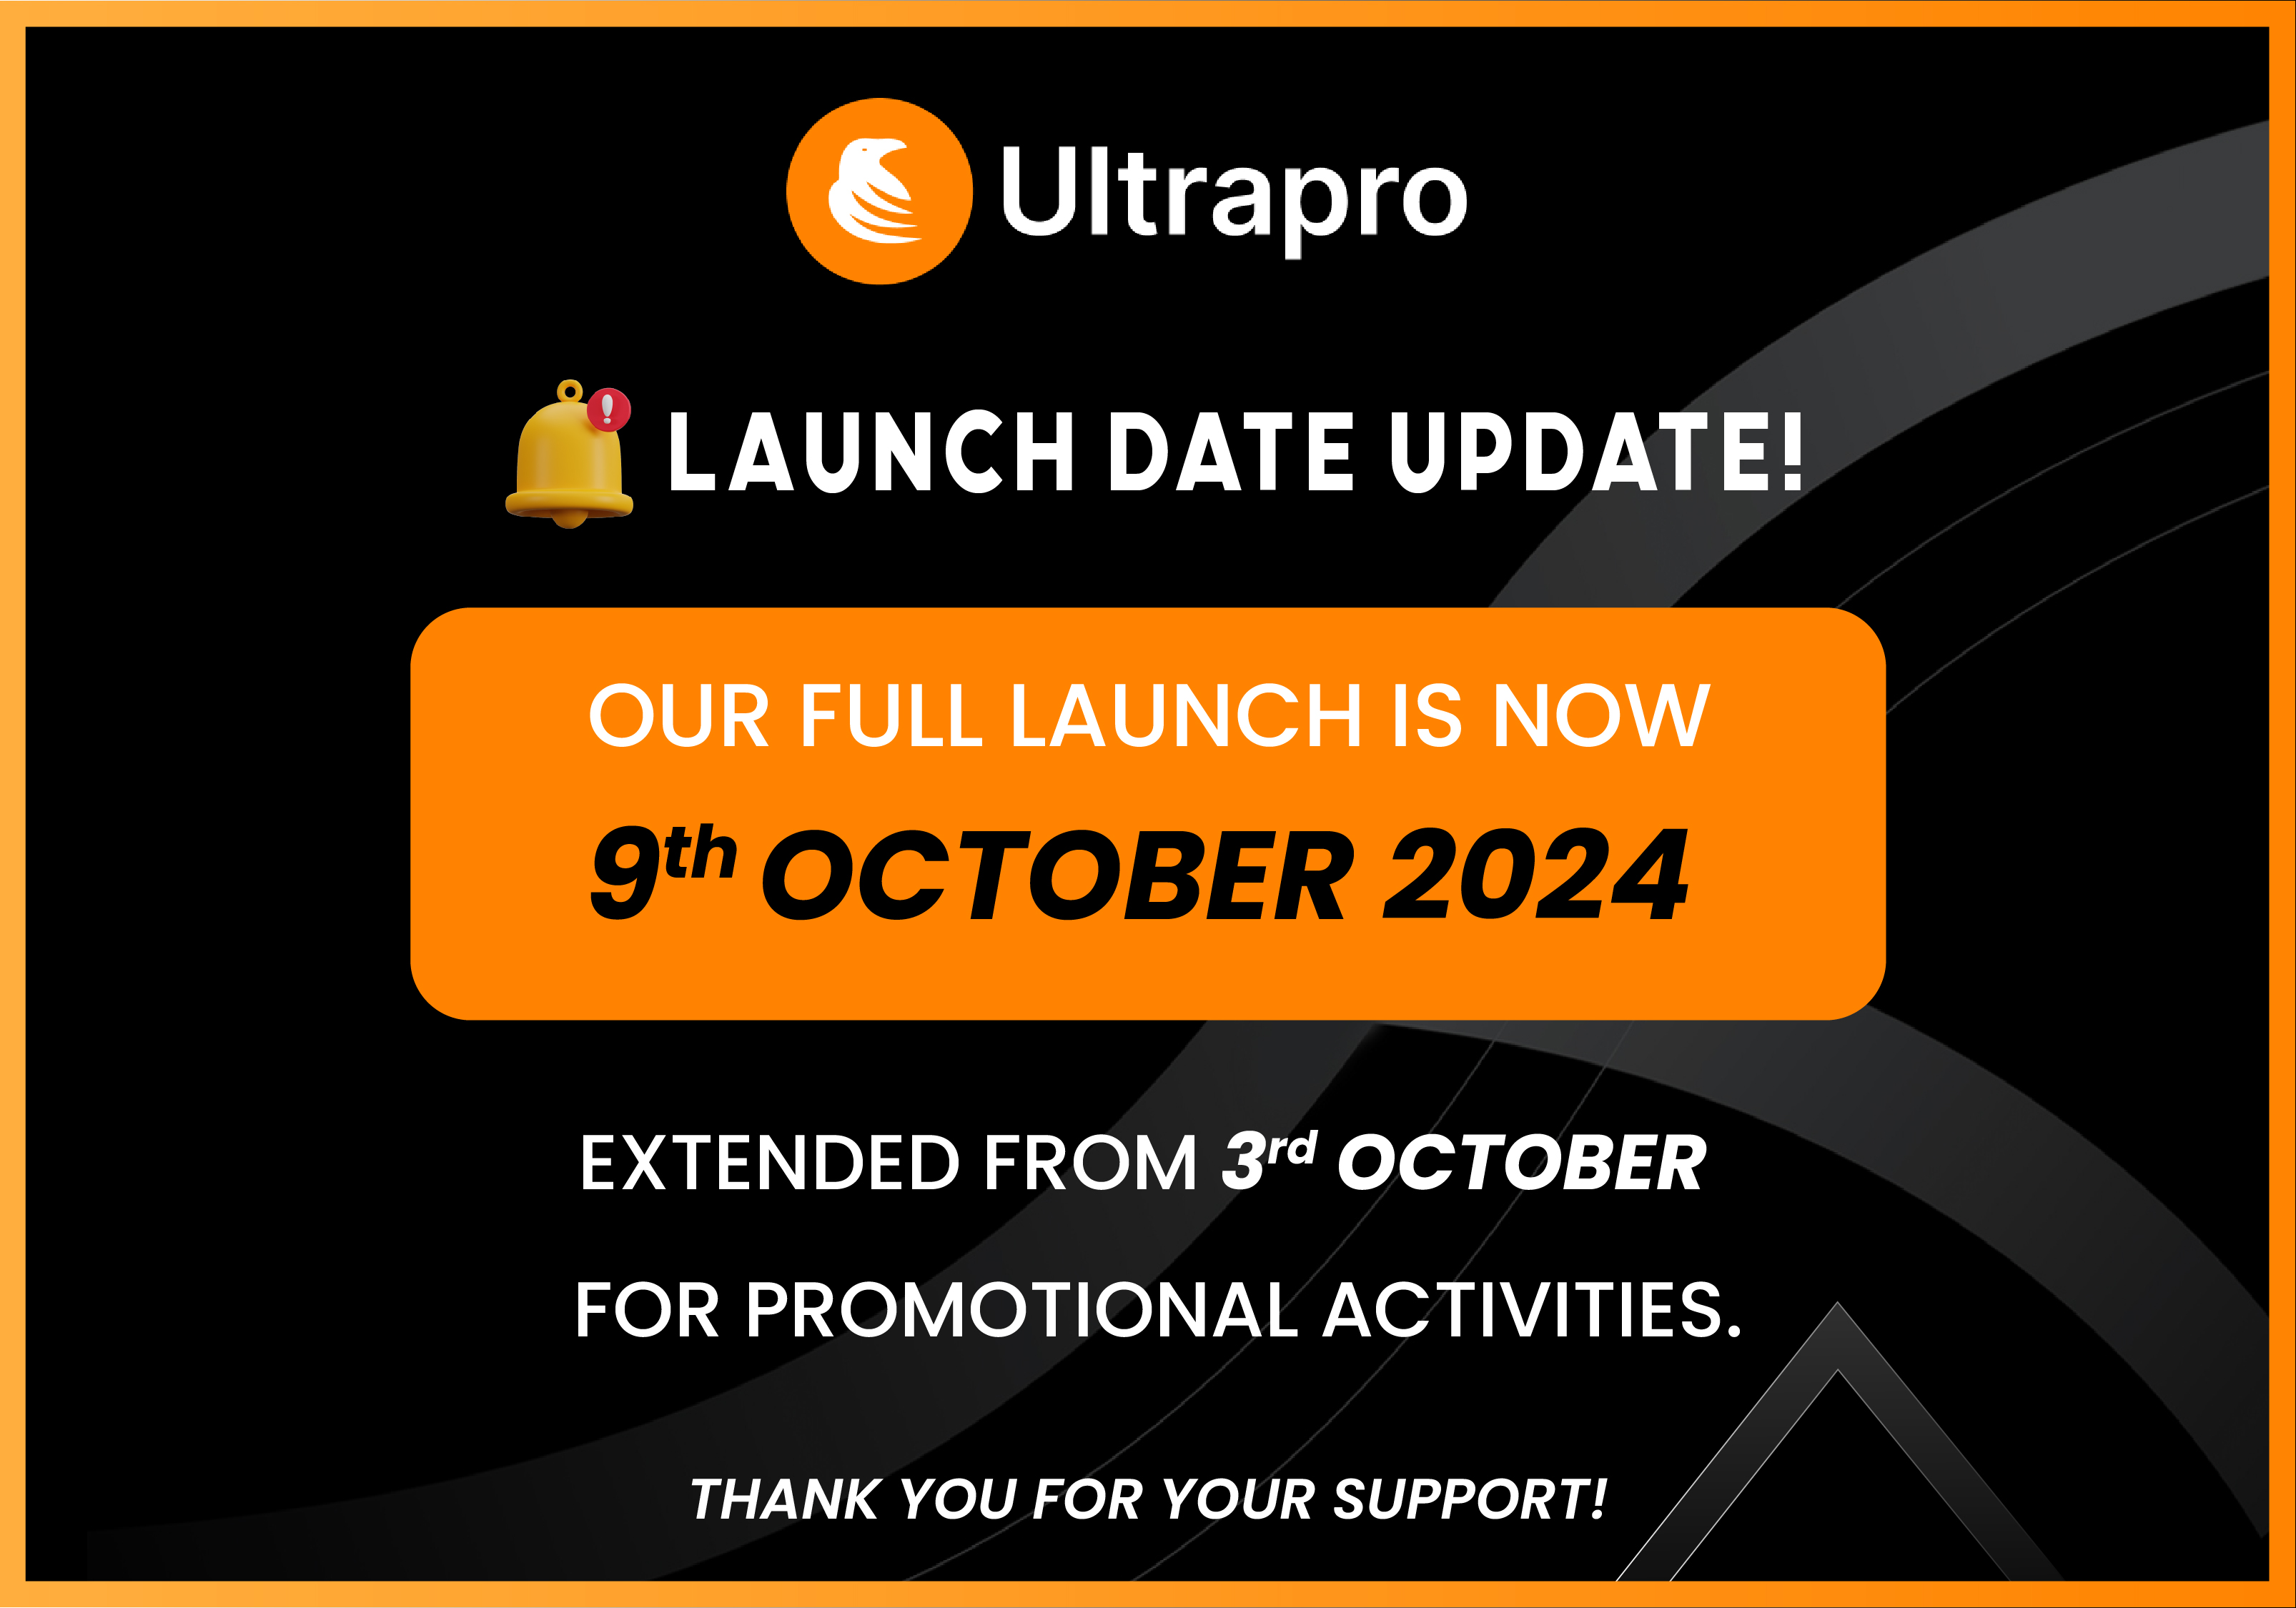 Ultrapro
LAUNCH DATE UPDATE!
OUR FULL LAUNCH IS NOW
9th OCTOBER 2024
EXTENDED FROM 3rd OCTOBER
FOR PROMOTIONAL ACTIVITIES.
THANK YOU FOR YOUR SUPPORT!